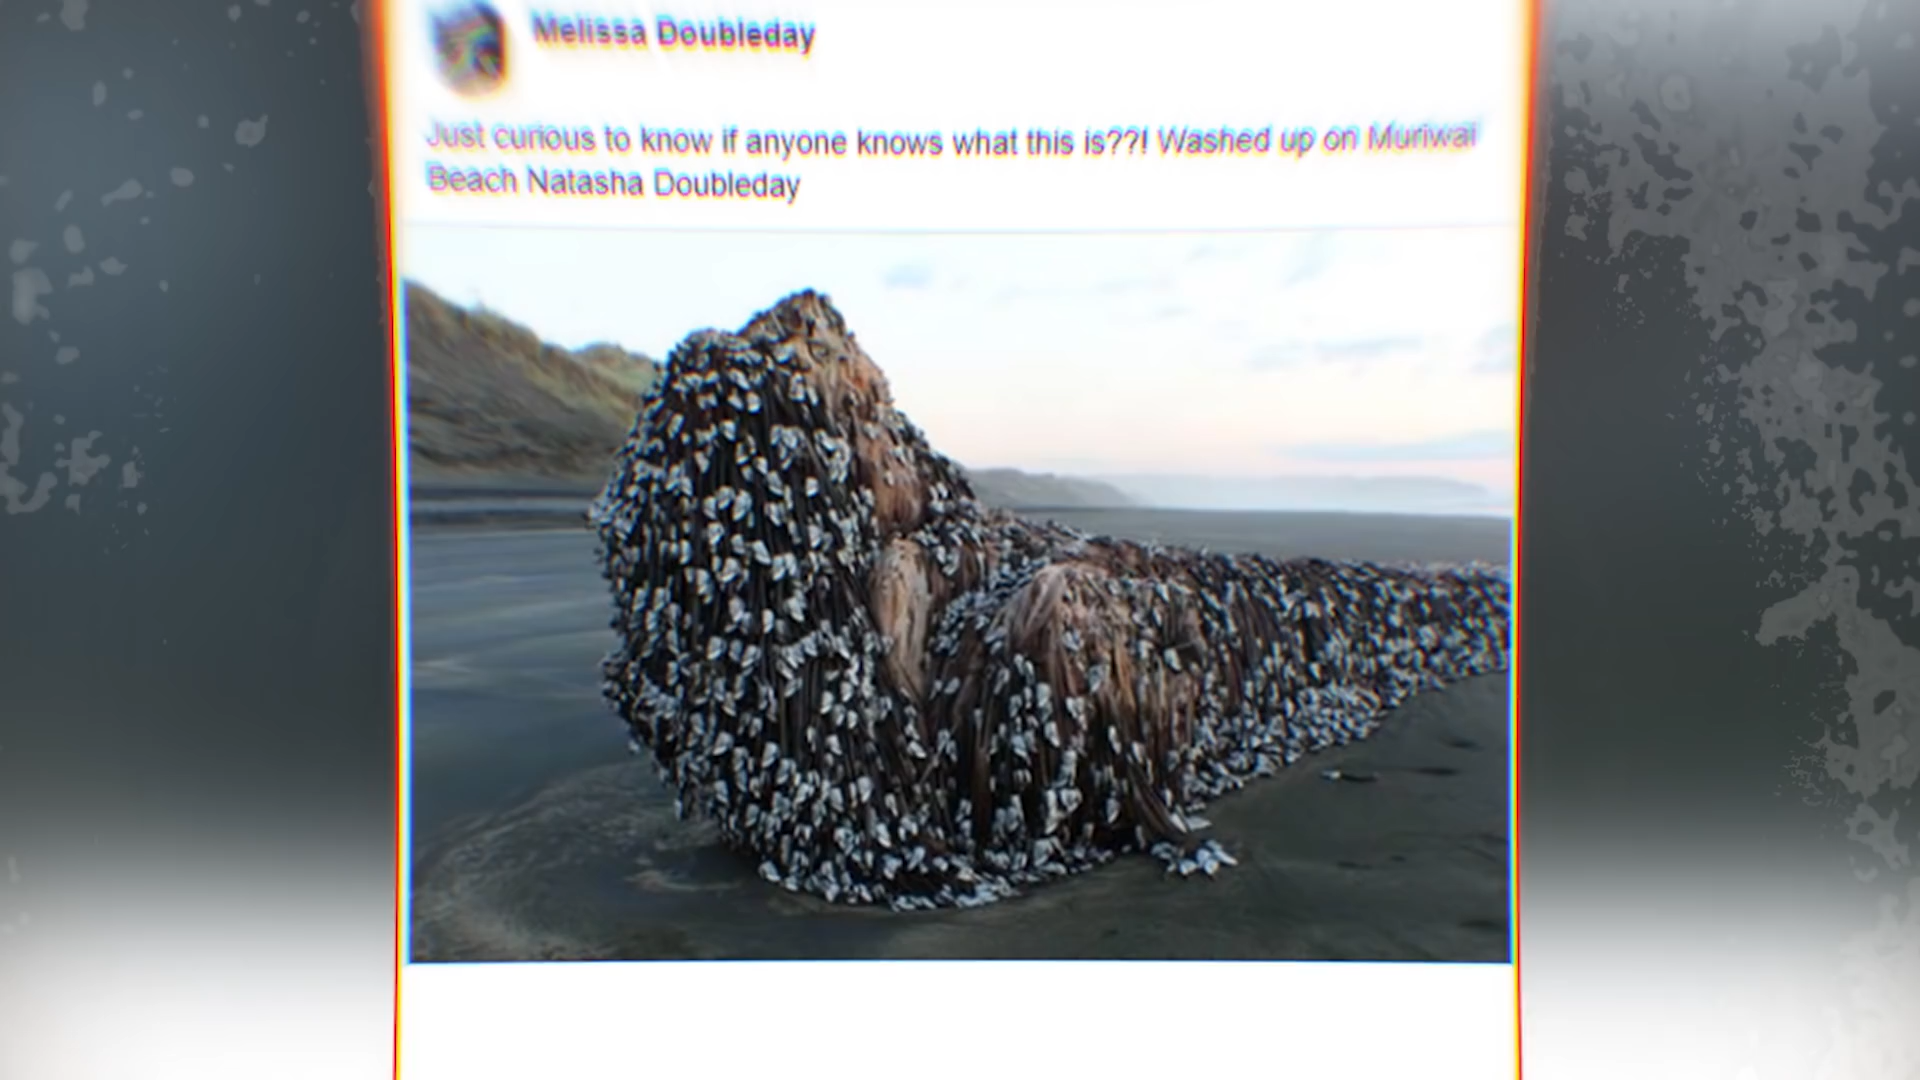 Melissa Doubleday
Just curious to know if anyone knows what this is??! Washed up on Muriwai
Beach Natasha Doubleday